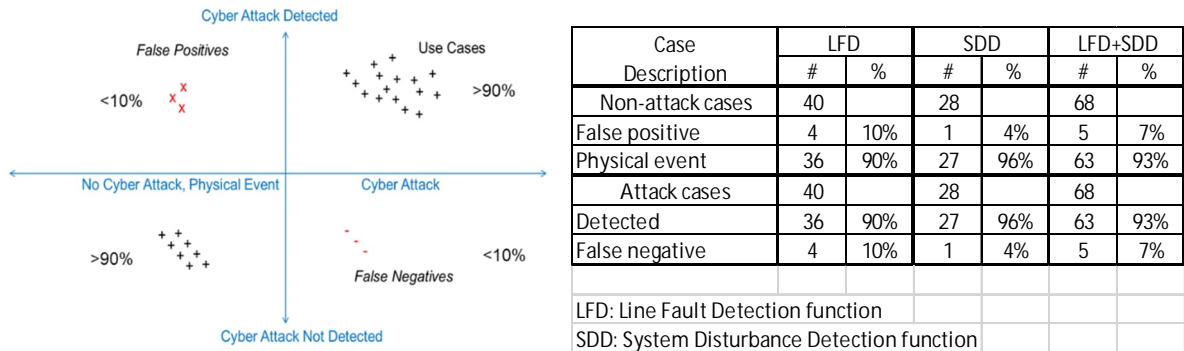 Cyber Attack Detected
False Positives
Use Cases
<10%
>90%
No Cyber Attack, Physical Event
Cyber Attack
>90%
<10%
False Negatives
Cyber Attack Not Detected
Case Description LFD SDD LFD+SDD
# % # % # %
Non-attack cases 40 28 68
False positive 4 10% 1 4% 5 7%
Physical event 36 90% 27 96% 63 93%
Attack cases 40 28 68
Detected 36 90% 27 96% 63 93%
False negative 4 10% 1 4% 5 7%
LFD: Line Fault Detection function
SDD: System Disturbance Detection function